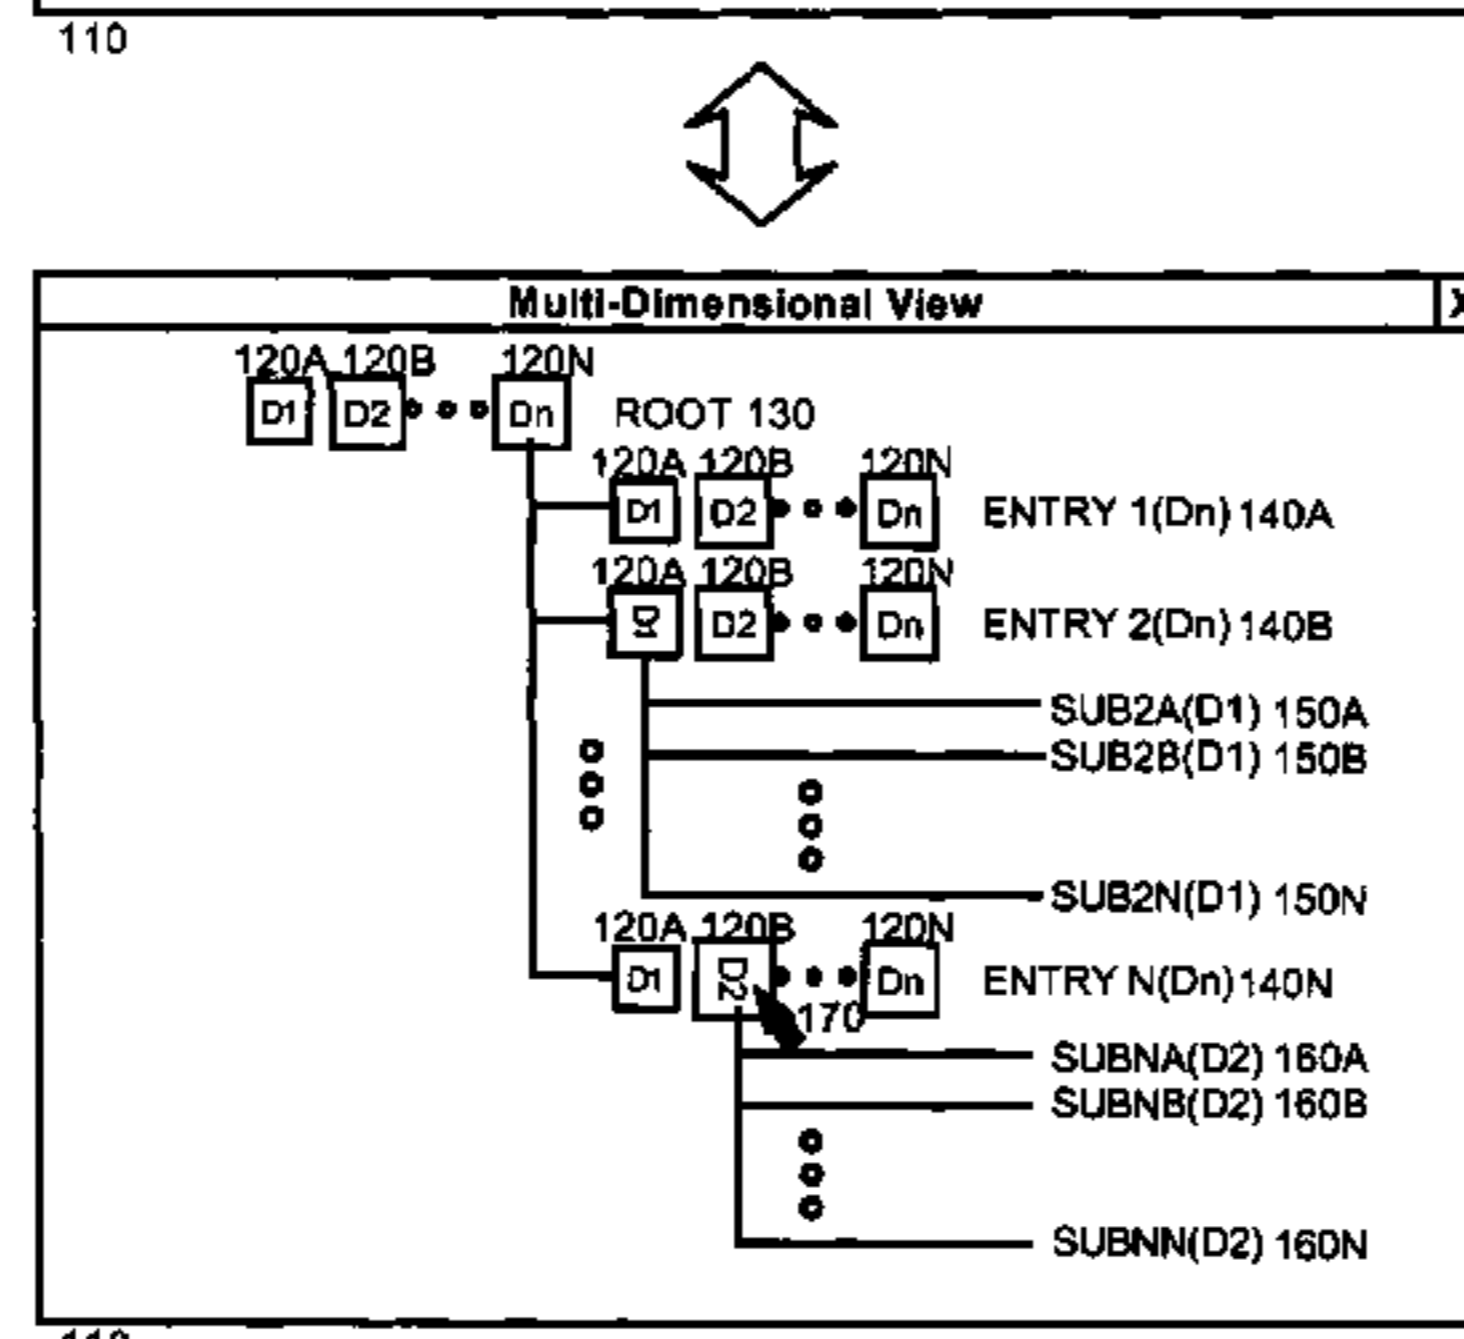 110
Multi-Dimensional View X
120A 120B 120N
D1 D2 Dn ROOT 130
120A 120B 120N
D1 D2 Dn ENTRY 1(Dn) 140A
120A 120B 120N
D1 D2 Dn ENTRY 2(Dn) 140B
SUB2A(D1) 150A
SUB2B(D1) 150B
SUB2N(D1) 150N
120A 120B 120N
D1 D2 Dn ENTRY N(Dn) 140N
170
SUBNA(D2) 160A
SUBNB(D2) 160B
SUBNN(D2) 160N